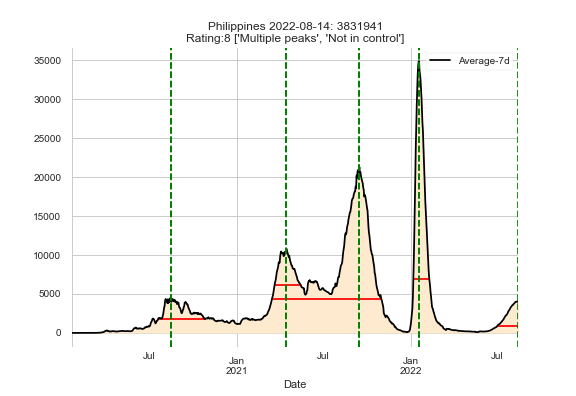 Philippines 2022-08-14: 3831941
Rating:8 ['Multiple peaks', 'Not in control']
Average-7d
35000
30000
25000
20000
15000
10000
5000
0
Jul
Jan
2021
Jul
Jan
2022
Jul
Date